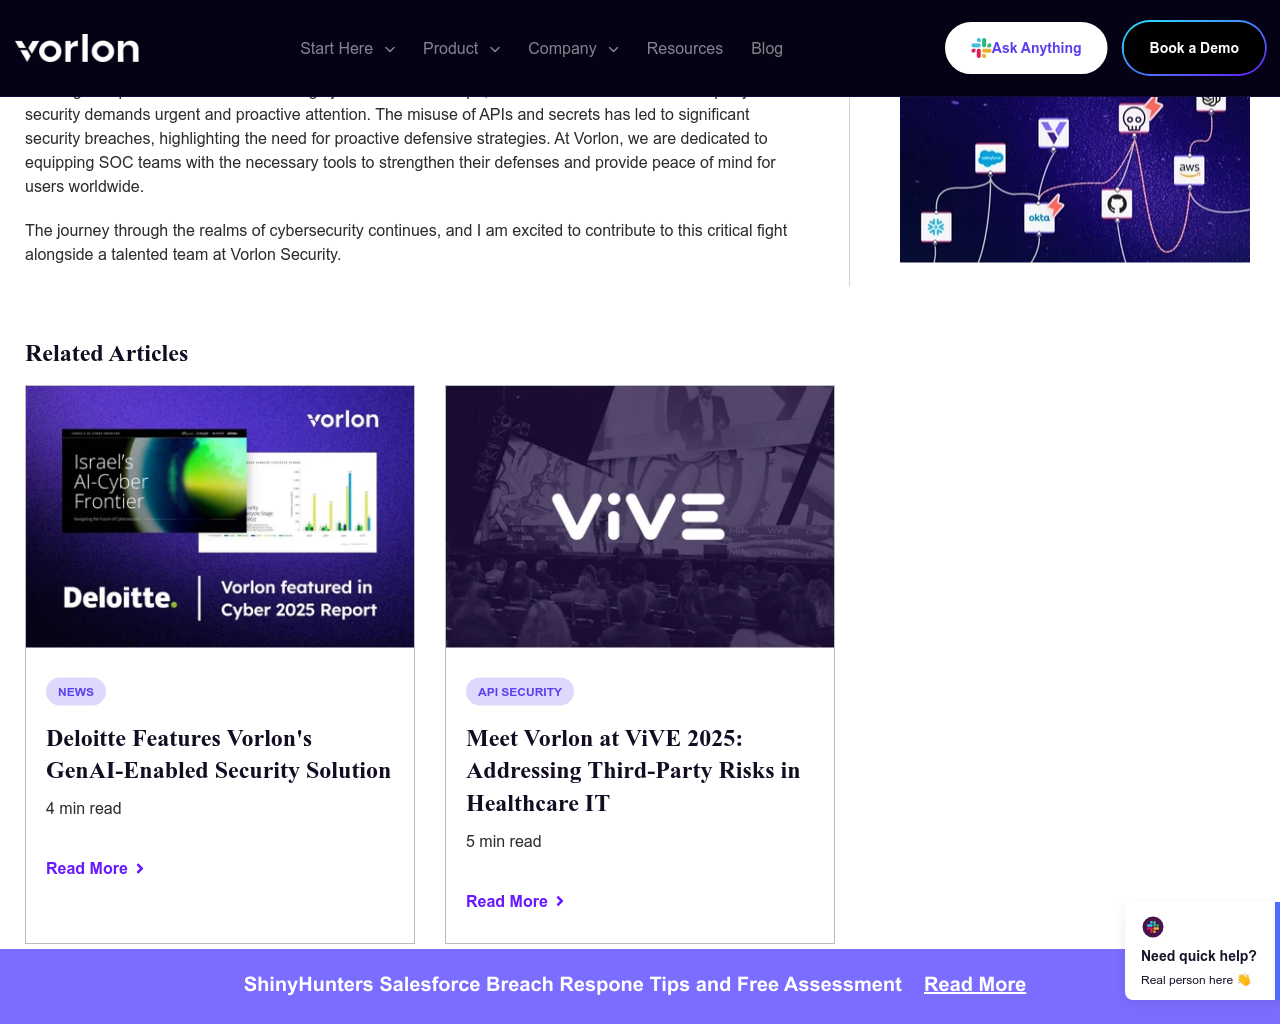 vorlon
Start Here
Product
Company
Resources
Blog
Ask Anything
Book a Demo
security demands urgent and proactive attention. The misuse of APIs and secrets has led to significant
security breaches, highlighting the need for proactive defensive strategies. At Vorlon, we are dedicated to
equipping SOC teams with the necessary tools to strengthen their defenses and provide peace of mind for
users worldwide.
The journey through the realms of cybersecurity continues, and I am excited to contribute to this critical fight
alongside a talented team at Vorlon Security.
salesforce
okta
aws
Related Articles
vorlon
Israel's
AI-Cyber
Frontier
Deloitte.
Vorlon featured in
Cyber 2025 Report
ViVE
NEWS
Deloitte Features Vorlon's
GenAI-Enabled Security Solution
4 min read
Read More
API SECURITY
Meet Vorlon at ViVE 2025:
Addressing Third-Party Risks in
Healthcare IT
5 min read
Read More
Need quick help?
Real person here 👋
ShinyHunters Salesforce Breach Respone Tips and Free Assessment Read More